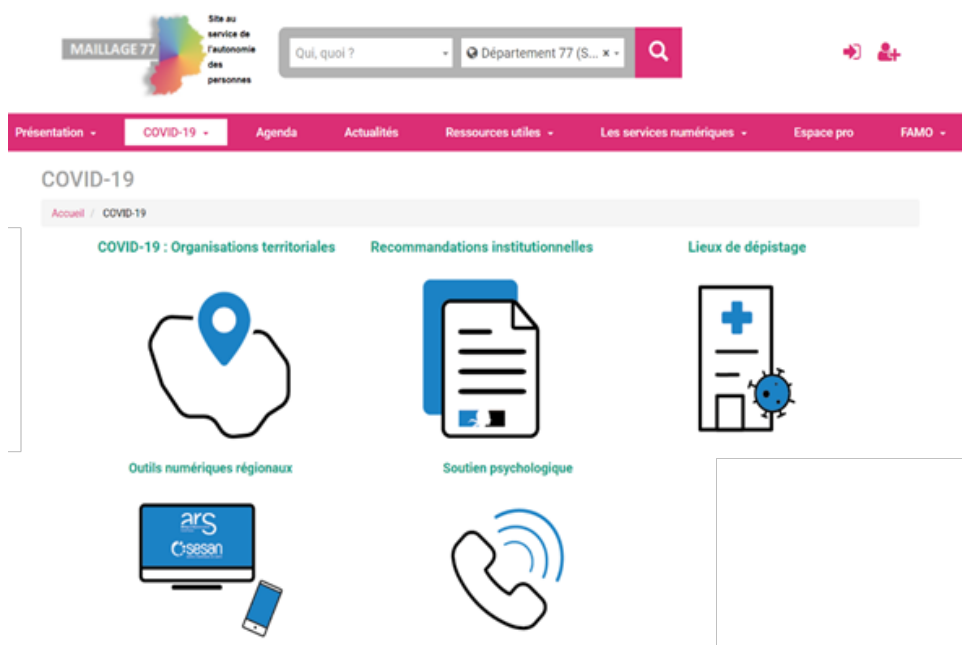 MAILLAGE 77
Site au
service de
l'autonomie
des
personnes
Qui, quoi ?
Département 77 (S... ×
Présentation
COVID-19
Agenda
Actualités
Ressources utiles
Les services numériques
Espace pro
FAMO
COVID-19
Accueil / COVID-19
COVID-19 : Organisations territoriales
Recommandations institutionnelles
Lieux de dépistage
Outils numériques régionaux
Soutien psychologique
ars
sesan